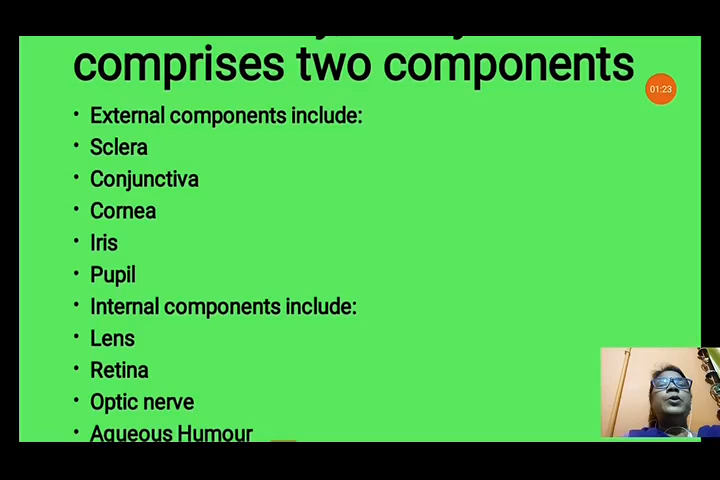 comprises two components
01:23
• External components include:
• Sclera
• Conjunctiva
• Cornea
• Iris
• Pupil
• Internal components include:
• Lens
• Retina
• Optic nerve
• Aqueous Humour